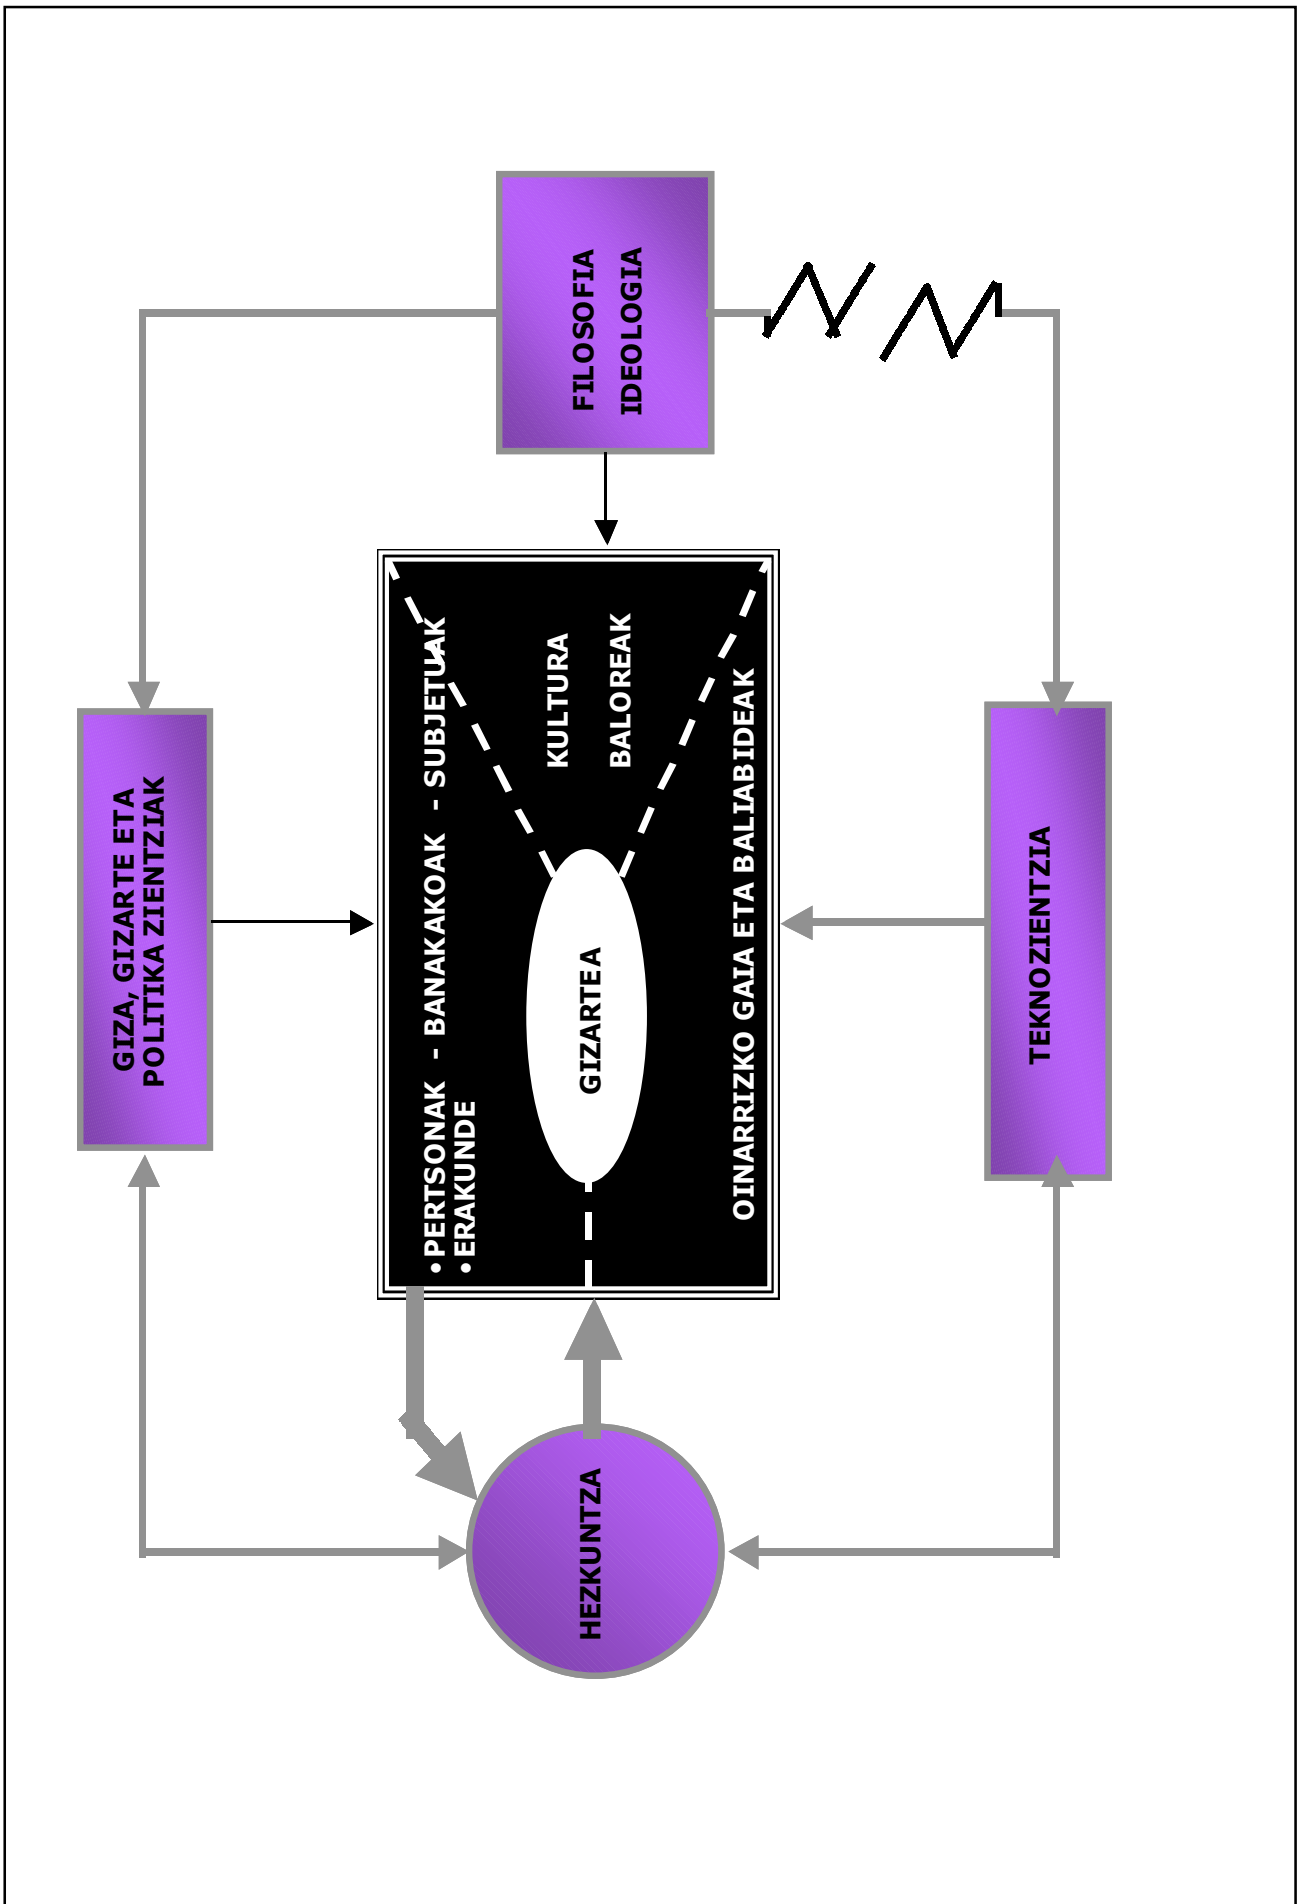 GIZA, GIZARTE ETA
POLITIKA ZIENTZIAK
•PERTSONAK - BANAKAKOAK - SUBJETUAK
•ERAKUNDE
FILOSOFIA
IDEOLOGIA
KULTURA
BALOREAK
HEZKUNTZA
GIZARTEA
OINARRIZKO GAIA ETA BALIABIDEAK
TEKNOZIENTZIA